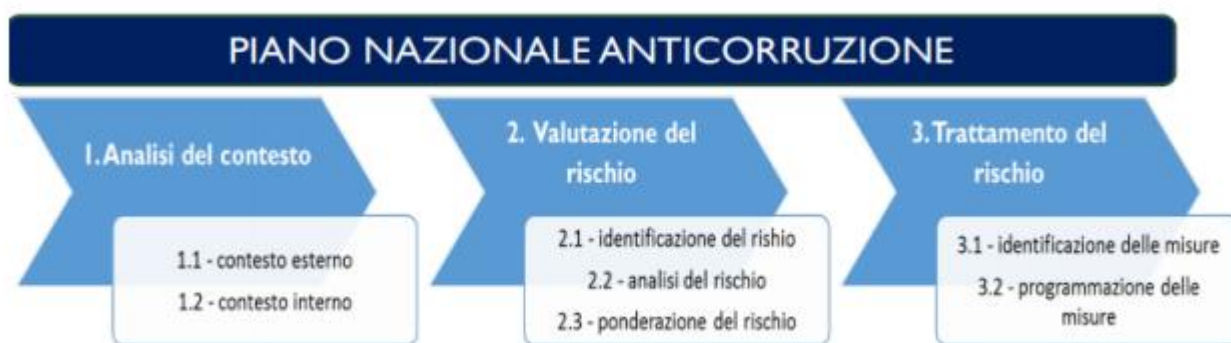 PIANO NAZIONALE ANTICORRUZIONE
1. Analisi del contesto
1.1 - contesto esterno
1.2 - contesto interno
2. Valutazione del
rischio
2.1 - identificazione del rishio
2.2 - analisi del rischio
2.3 - ponderazione del rischio
3. Trattamento del
rischio
3.1 - identificazione delle misure
3.2 - programmazione delle
misure